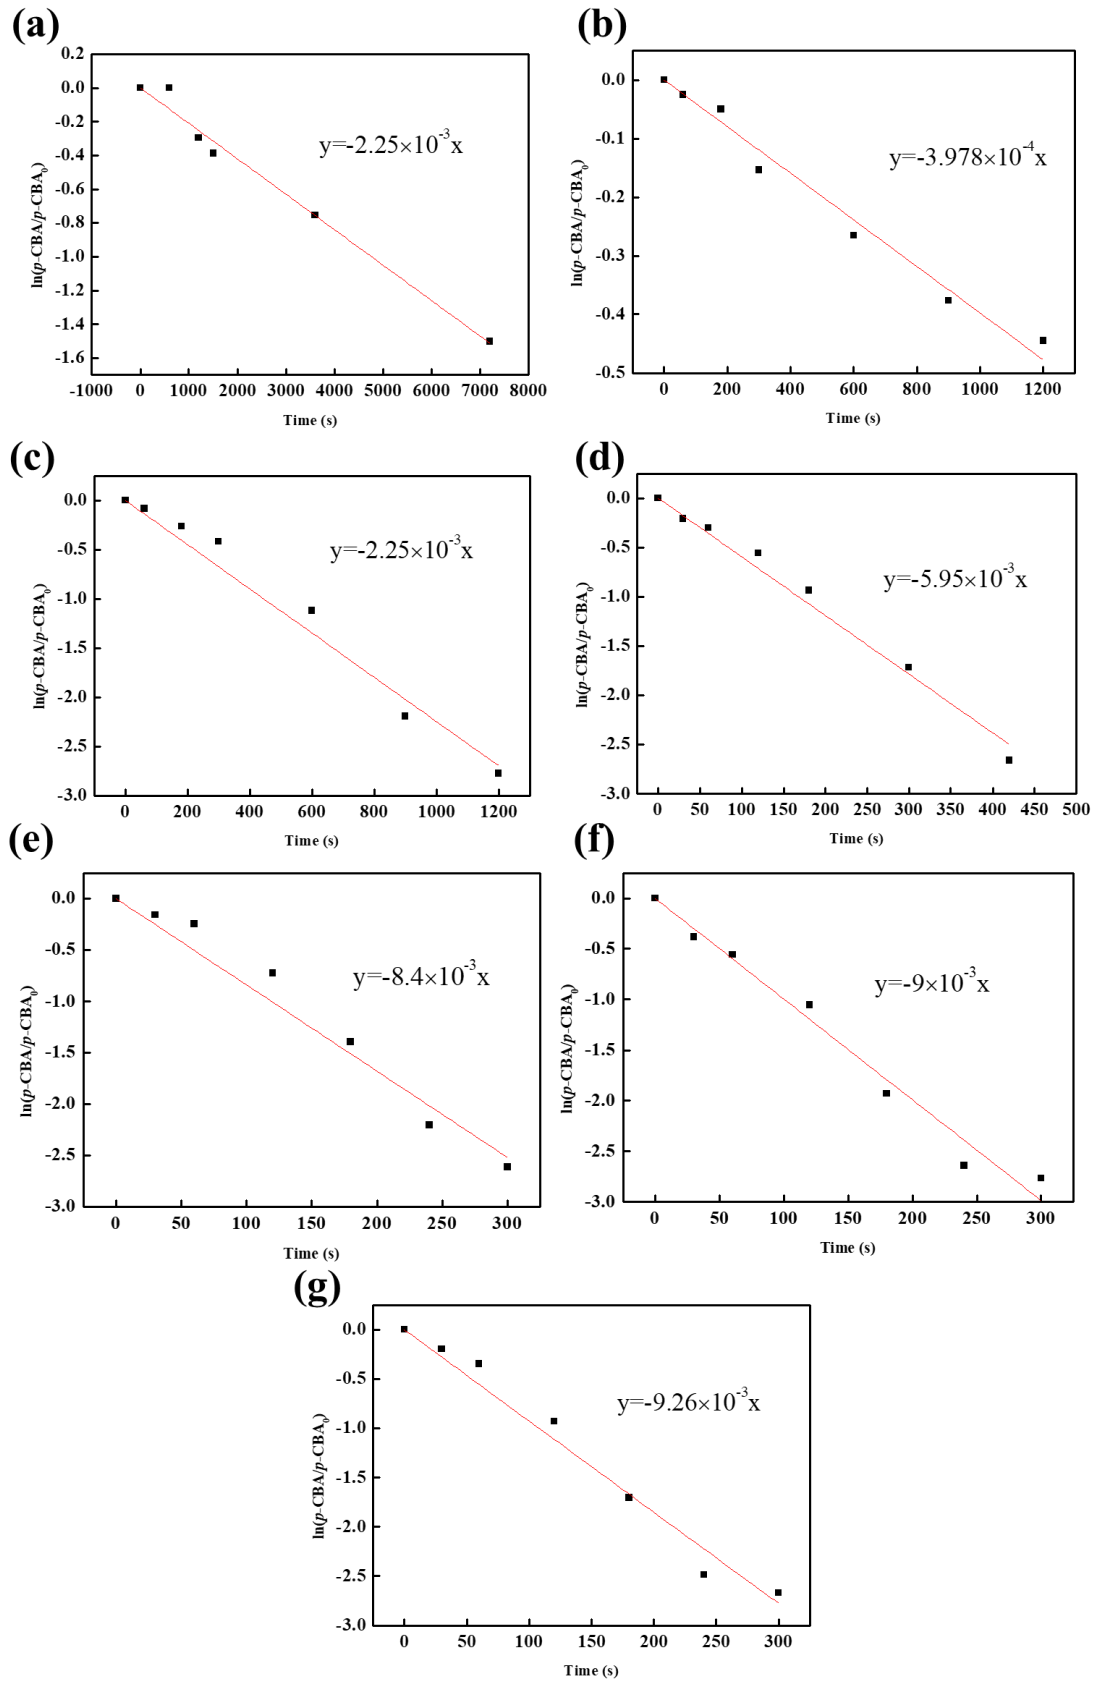 (a)
0.2
0.0
-0.2
-0.4
-0.6
-0.8
-1.0
-1.2
-1.4
-1.6
ln(p-CBA/p-CBA₀)
y=-2.25×10⁻³x
-1000 0 1000 2000 3000 4000 5000 6000 7000 8000
Time (s)
(b)
0.0
-0.1
-0.2
-0.3
-0.4
-0.5
ln(p-CBA/p-CBA₀)
y=-3.978×10⁻⁴x
0 200 400 600 800 1000 1200
Time (s)
(c)
0.0
-0.5
-1.0
-1.5
-2.0
-2.5
-3.0
ln(p-CBA/p-CBA₀)
y=-2.25×10⁻³x
0 200 400 600 800 1000 1200
Time (s)
(d)
0.0
-0.5
-1.0
-1.5
-2.0
-2.5
-3.0
ln(p-CBA/p-CBA₀)
y=-5.95×10⁻³x
0 50 100 150 200 250 300 350 400 450 500
Time (s)
(e)
0.0
-0.5
-1.0
-1.5
-2.0
-2.5
-3.0
ln(p-CBA/p-CBA₀)
y=-8.4×10⁻³x
0 50 100 150 200 250 300
Time (s)
(f)
0.0
-0.5
-1.0
-1.5
-2.0
-2.5
-3.0
ln(p-CBA/p-CBA₀)
y=-9×10⁻³x
0 50 100 150 200 250 300
Time (s)
(g)
0.0
-0.5
-1.0
-1.5
-2.0
-2.5
-3.0
ln(p-CBA/p-CBA₀)
y=-9.26×10⁻³x
0 50 100 150 200 250 300
Time (s)